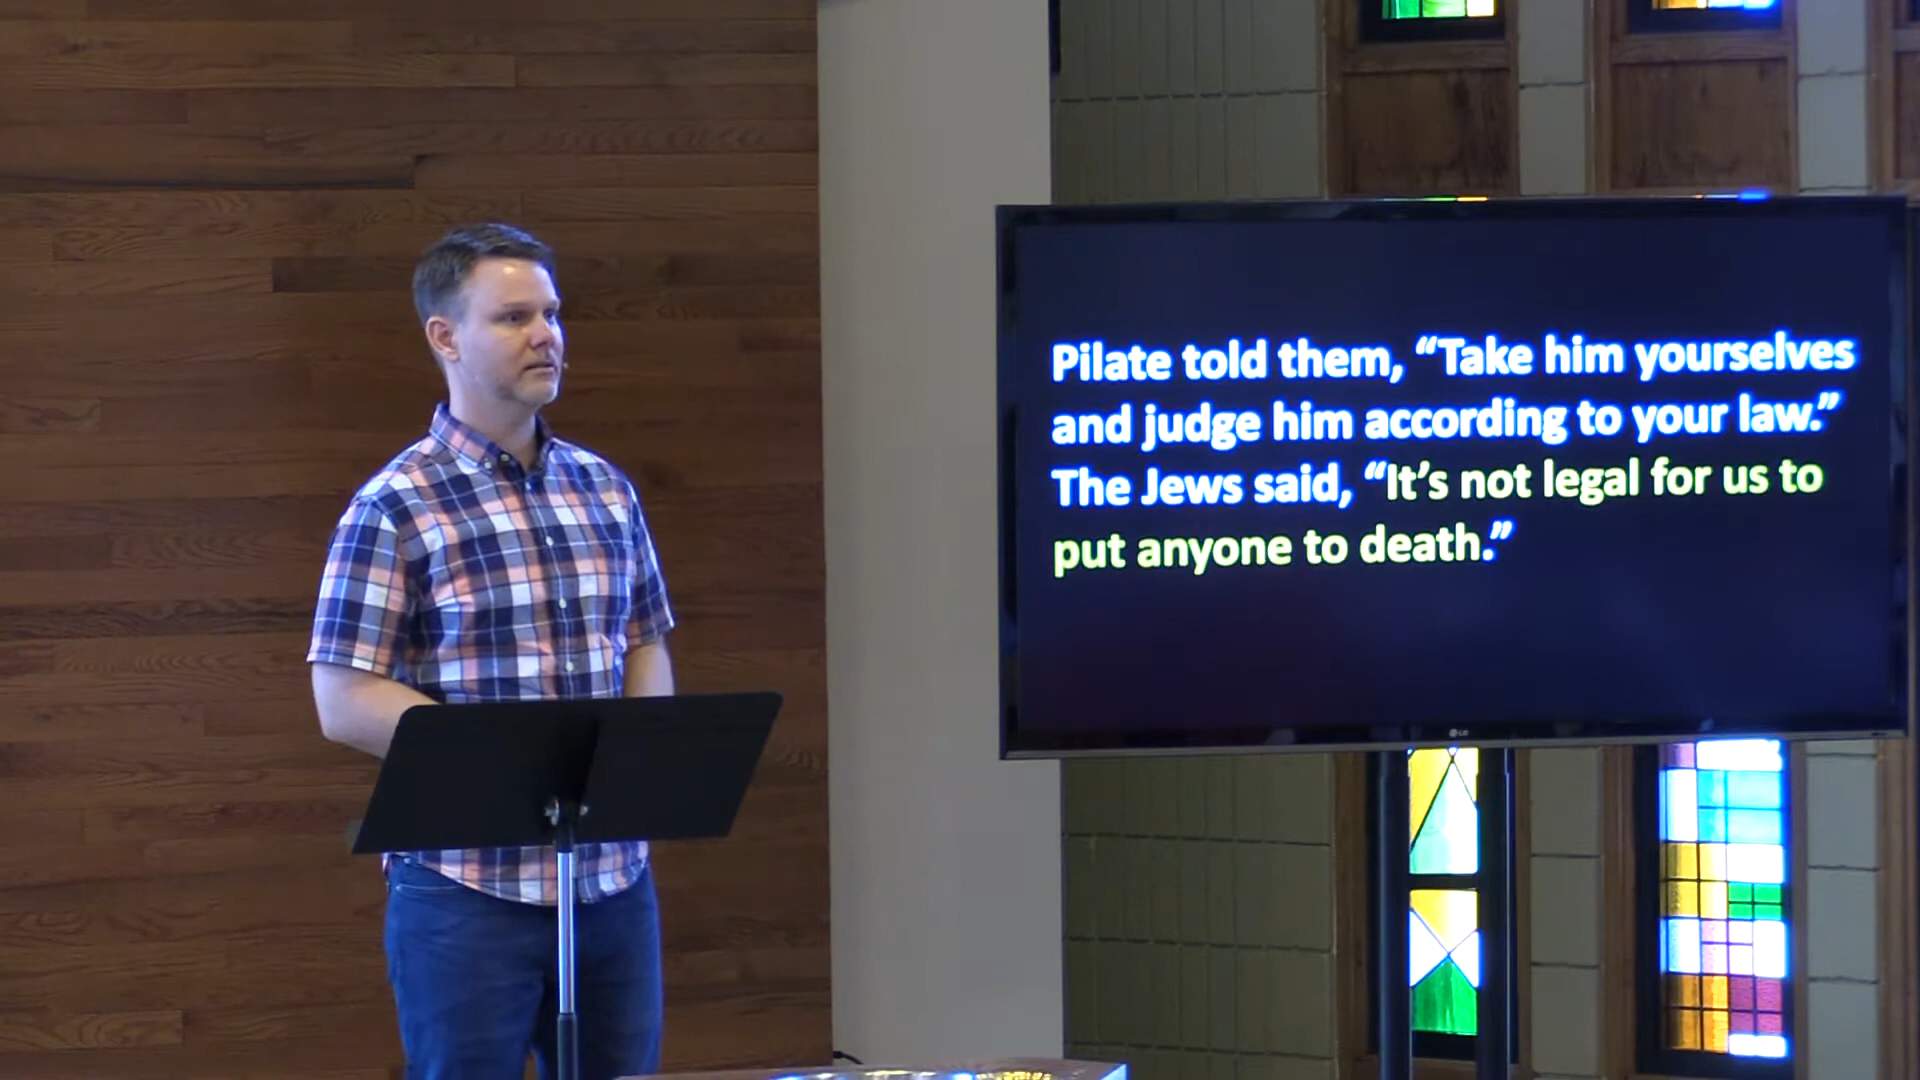 Pilate told them, “Take him yourselves
and judge him according to your law.”
The Jews said, “It’s not legal for us to
put anyone to death.”
LG